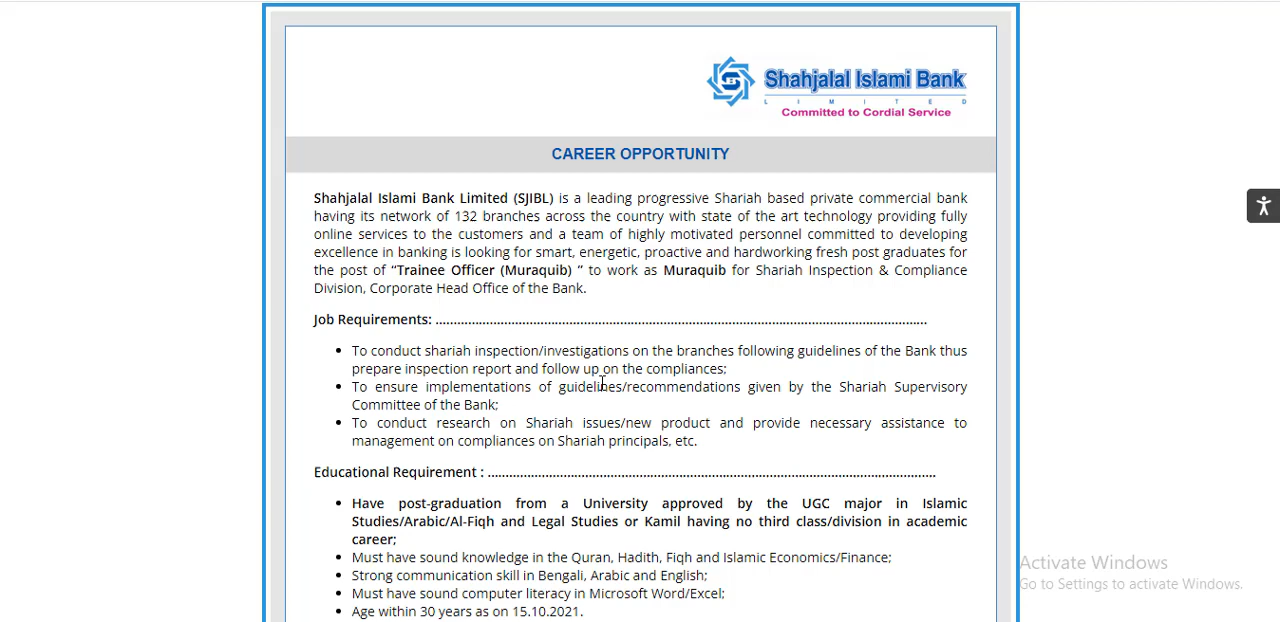 Shahjalal Islami Bank
L I M I T E D
Committed to Cordial Service
CAREER OPPORTUNITY
Shahjalal Islami Bank Limited (SJIBL) is a leading progressive Shariah based private commercial bank
having its network of 132 branches across the country with state of the art technology providing fully
online services to the customers and a team of highly motivated personnel committed to developing
excellence in banking is looking for smart, energetic, proactive and hardworking fresh post graduates for
the post of “Trainee Officer (Muraquib) ” to work as Muraquib for Shariah Inspection & Compliance
Division, Corporate Head Office of the Bank.
Job Requirements: ..........................................................................................................................................
• To conduct shariah inspection/investigations on the branches following guidelines of the Bank thus
prepare inspection report and follow up on the compliances;
• To ensure implementations of guidelines/recommendations given by the Shariah Supervisory
Committee of the Bank;
• To conduct research on Shariah issues/new product and provide necessary assistance to
management on compliances on Shariah principals, etc.
Educational Requirement : ..............................................................................................................................
• Have post-graduation from a University approved by the UGC major in Islamic
Studies/Arabic/Al-Fiqh and Legal Studies or Kamil having no third class/division in academic
career;
• Must have sound knowledge in the Quran, Hadith, Fiqh and Islamic Economics/Finance;
• Strong communication skill in Bengali, Arabic and English;
• Must have sound computer literacy in Microsoft Word/Excel;
• Age within 30 years as on 15.10.2021.
Activate Windows
Go to Settings to activate Windows.